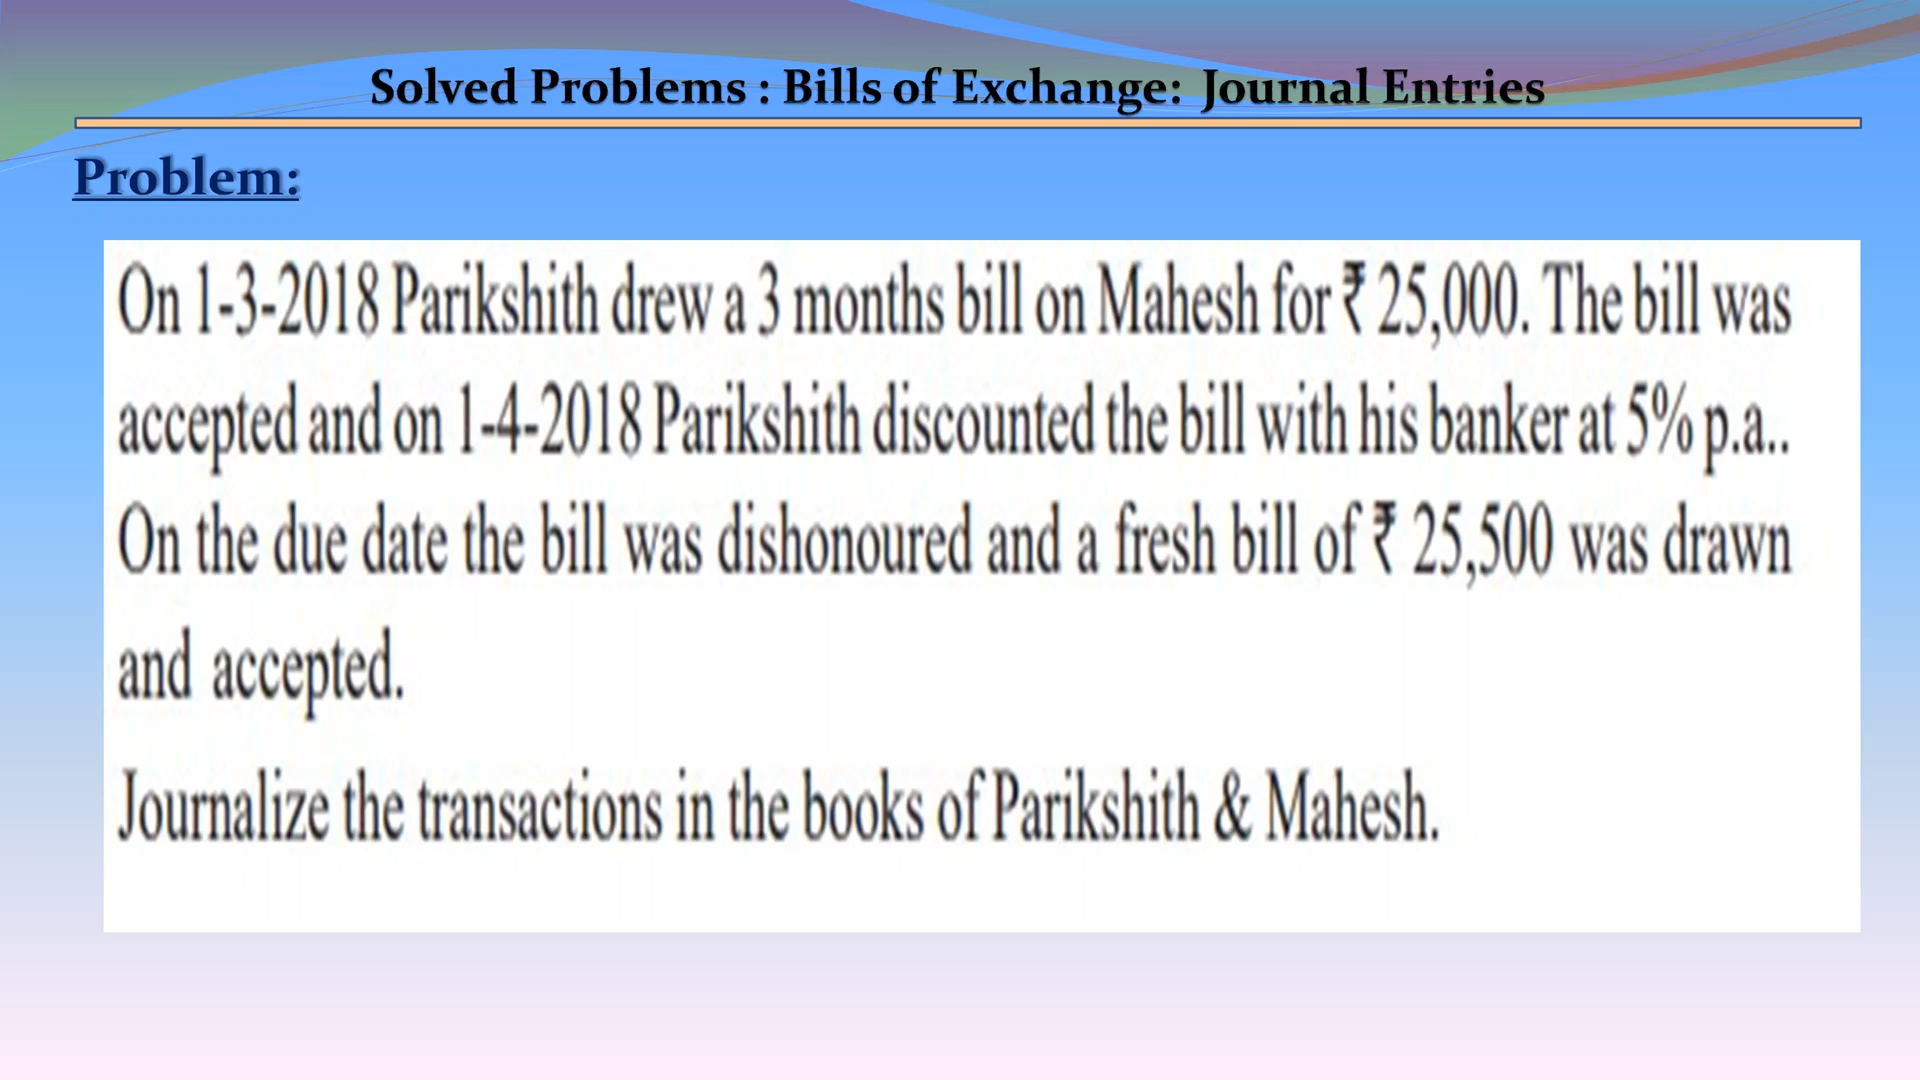 Solved Problems : Bills of Exchange: Journal Entries
Problem:
On 1-3-2018 Parikshith drew a 3 months bill on Mahesh for ₹ 25,000. The bill was
accepted and on 1-4-2018 Parikshith discounted the bill with his banker at 5% p.a..
On the due date the bill was dishonoured and a fresh bill of ₹ 25,500 was drawn
and accepted.
Journalize the transactions in the books of Parikshith & Mahesh.